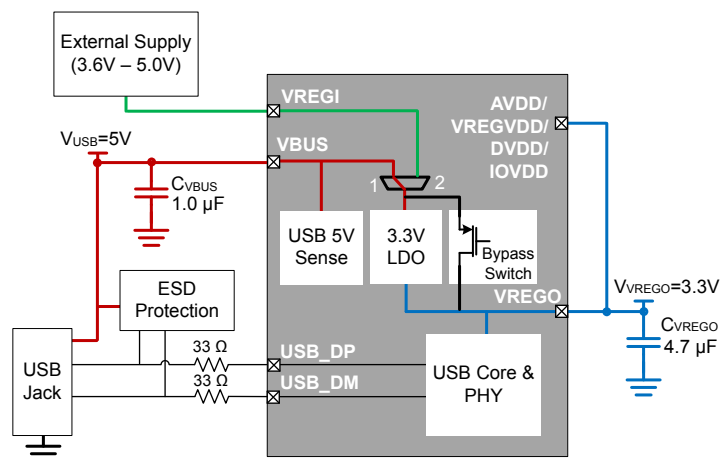 External Supply
(3.6V – 5.0V)
VREGI
AVDD/
VREGVDD/
DVDD/
IOVDD
VUSB=5V
VBUS
1
2
CVBUS
1.0 µF
USB 5V
Sense
3.3V
LDO
Bypass
Switch
VREGO
VVREGO=3.3V
CVREGO
4.7 µF
ESD
Protection
USB
Jack
33 Ω
USB_DP
33 Ω
USB_DM
USB Core &
PHY